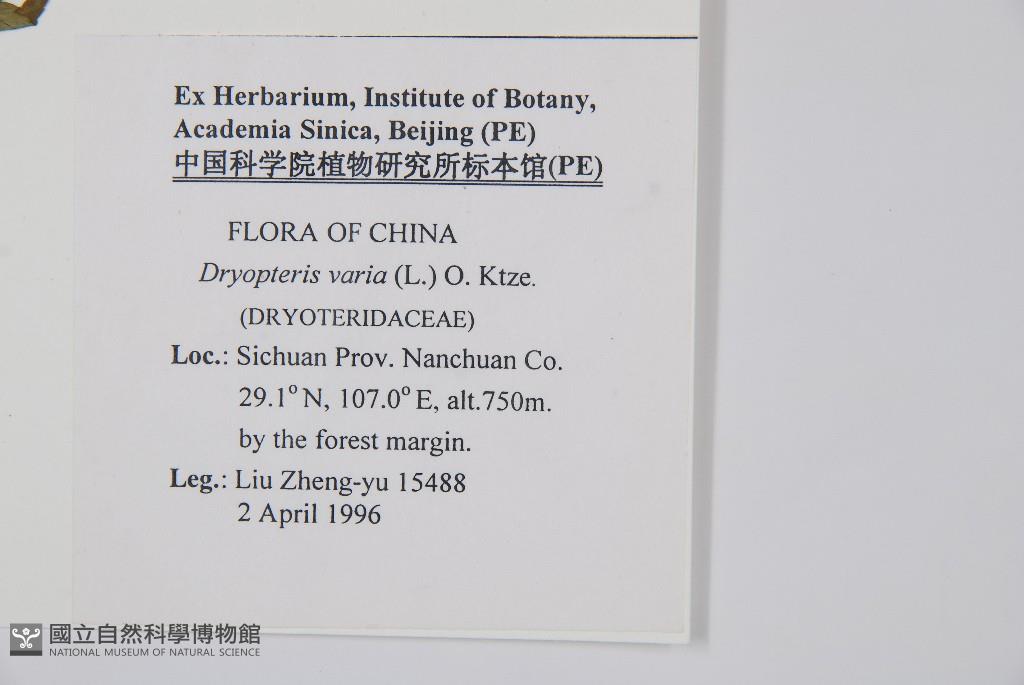 Ex Herbarium, Institute of Botany,
Academia Sinica, Beijing (PE)
中国科学院植物研究所标本馆(PE)
FLORA OF CHINA
Dryopteris varia (L.) O. Ktze.
(DRYOTERIDACEAE)
Loc.: Sichuan Prov. Nanchuan Co.
29.1° N, 107.0° E, alt.750m.
by the forest margin.
Leg.: Liu Zheng-yu 15488
2 April 1996
國立自然科學博物館
NATIONAL MUSEUM OF NATURAL SCIENCE